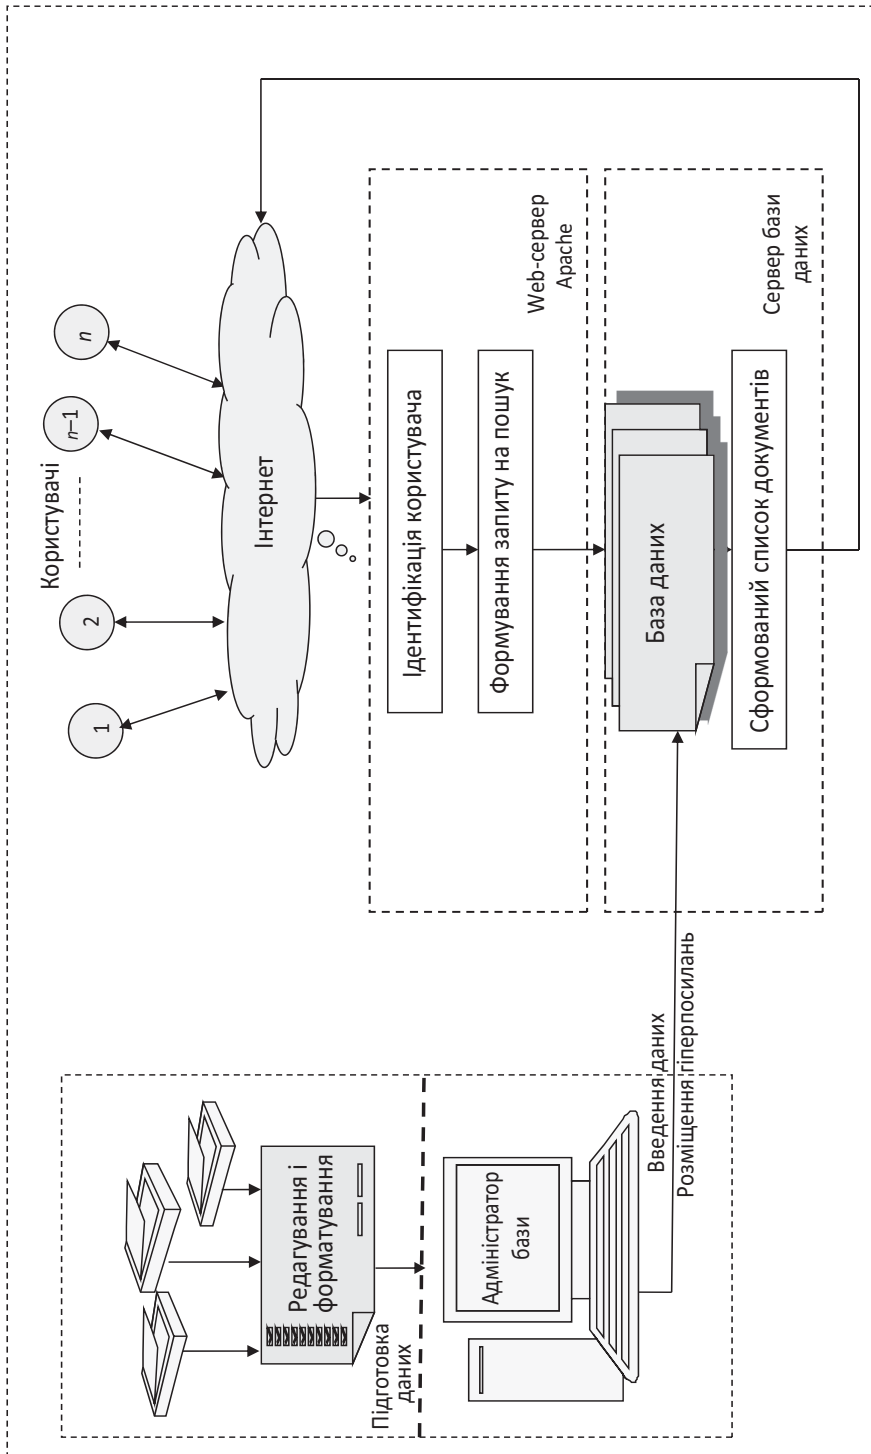 Користувачі
1
2
n–1
n
Інтернет
Ідентифікація користувача
Формування запиту на пошук
Web-сервер
Apache
База даних
Сформований список документів
Сервер бази
даних
Редагування і
форматування
Підготовка
даних
Адміністратор
бази
Введення даних
Розміщення гіперпосилань